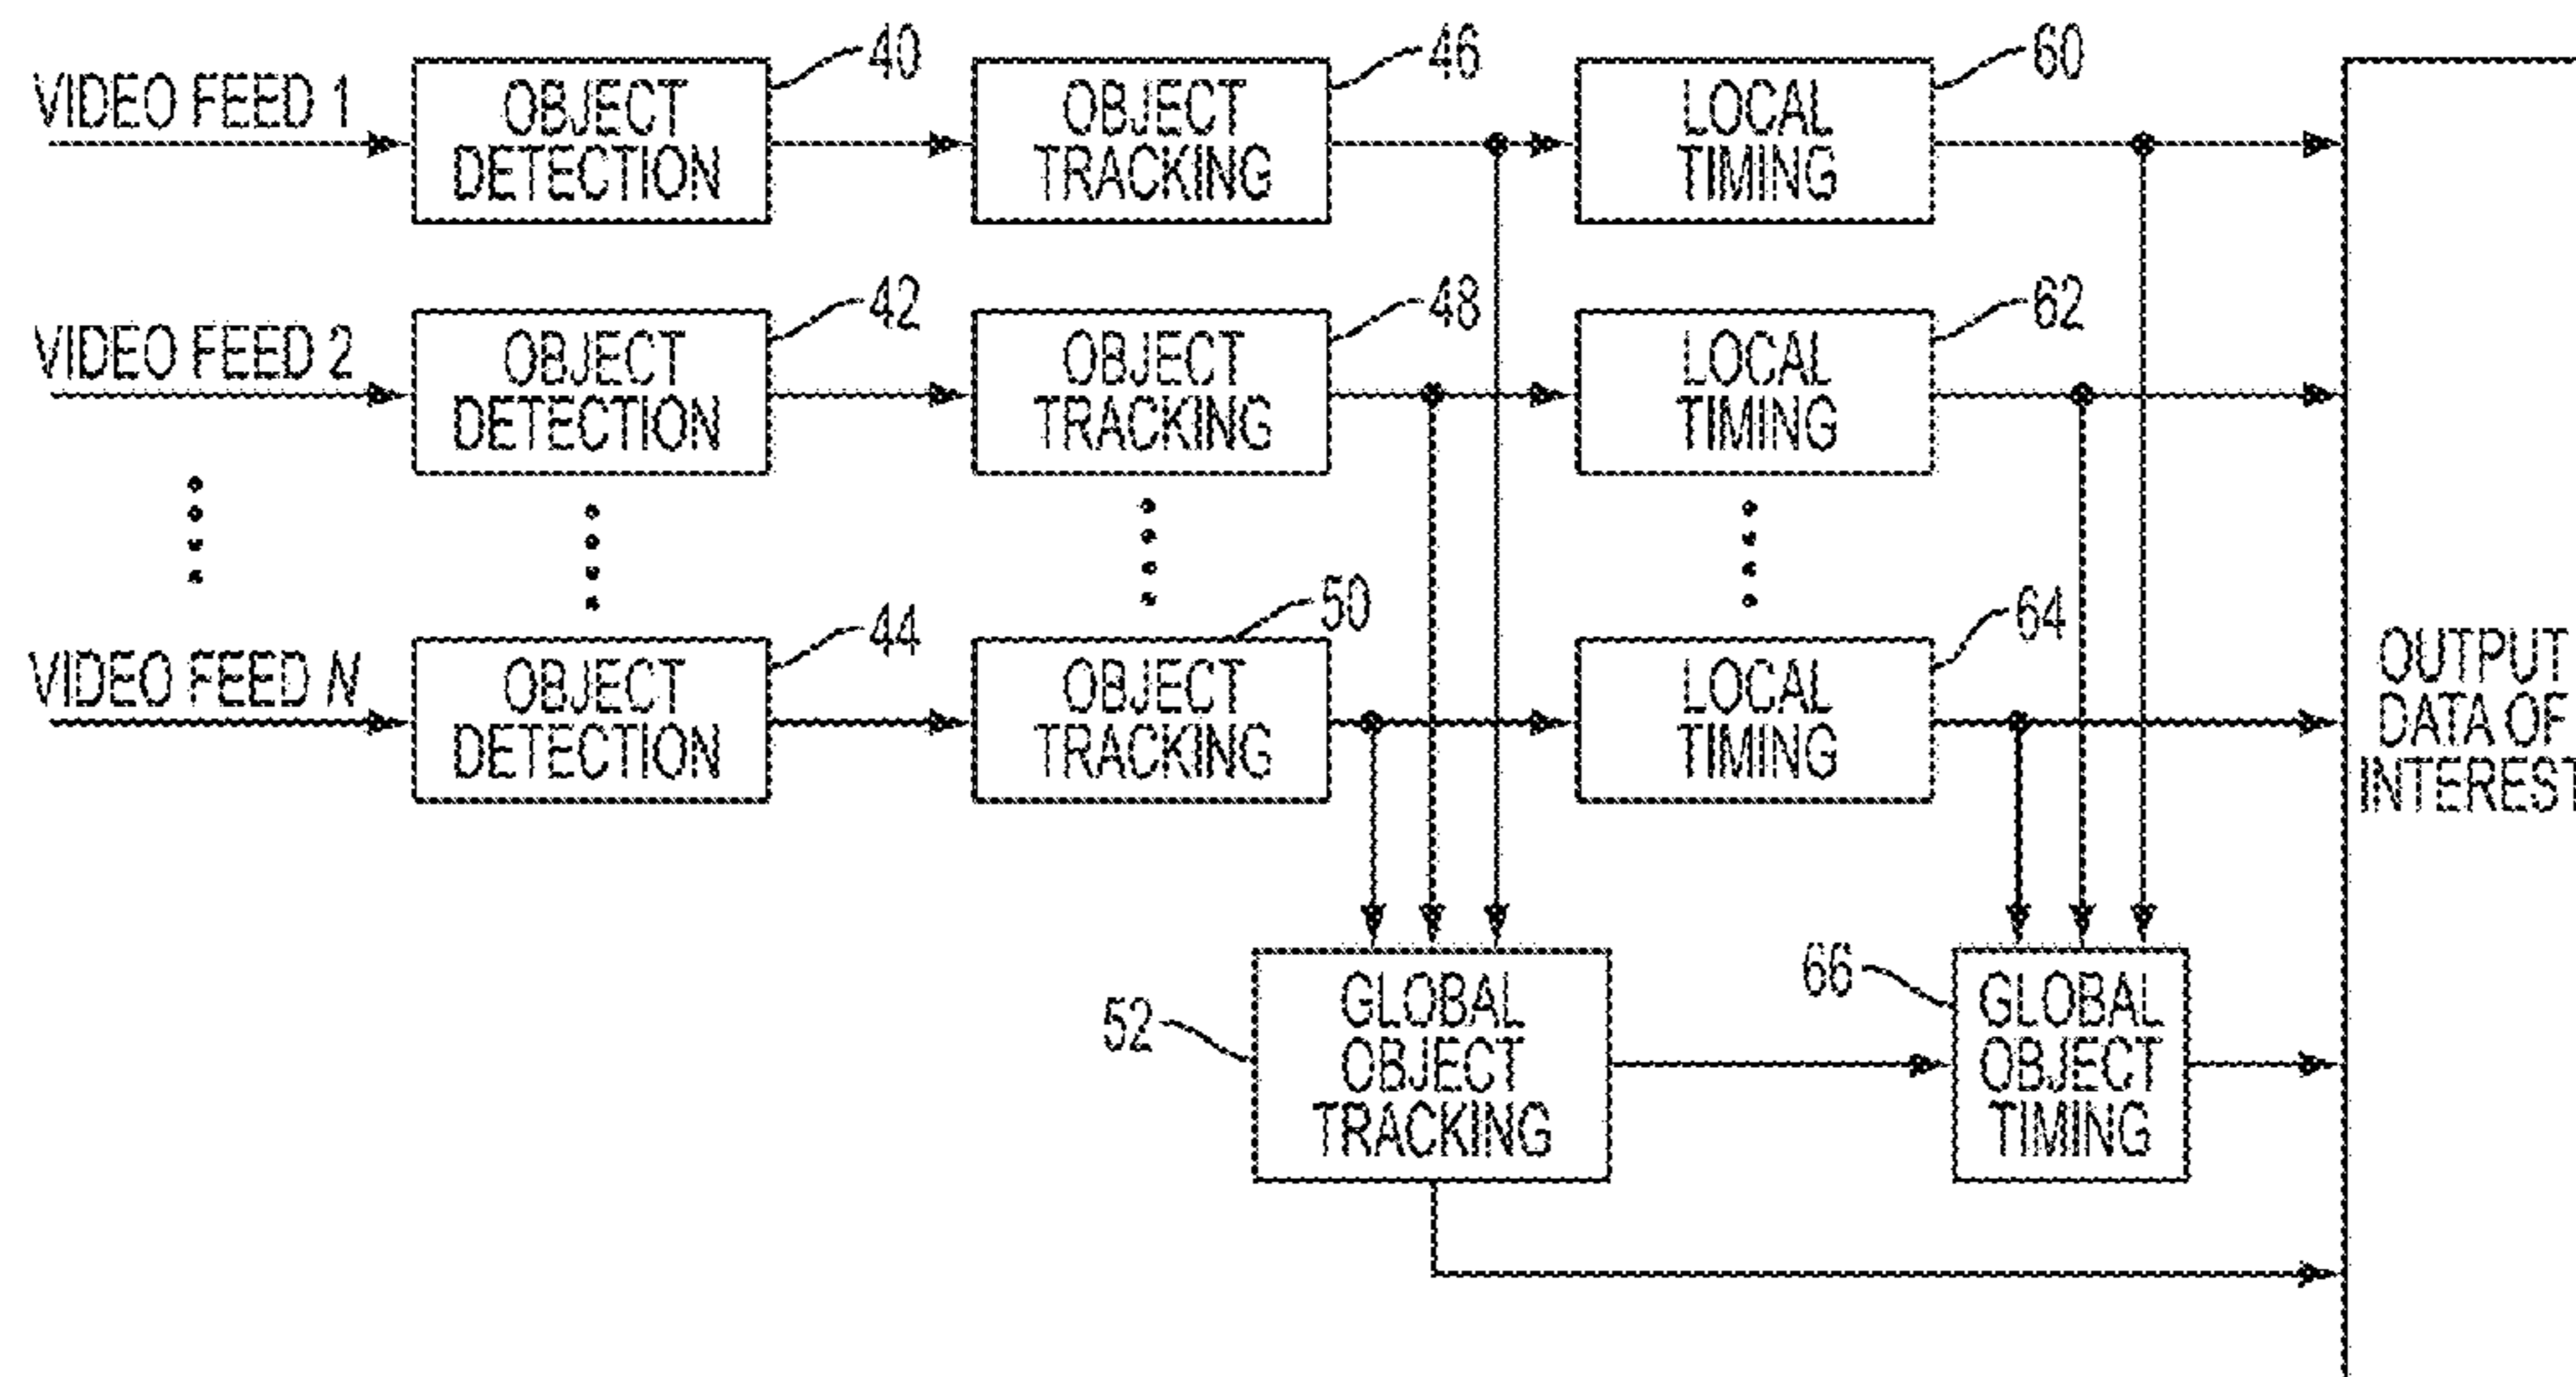 40
46
60
VIDEO FEED 1
OBJECT
DETECTION
OBJECT
TRACKING
LOCAL
TIMING
42
48
62
VIDEO FEED 2
OBJECT
DETECTION
OBJECT
TRACKING
LOCAL
TIMING
44
50
64
VIDEO FEED N
OBJECT
DETECTION
OBJECT
TRACKING
LOCAL
TIMING
OUTPUT
DATA OF
INTEREST
52
GLOBAL
OBJECT
TRACKING
66
GLOBAL
OBJECT
TIMING